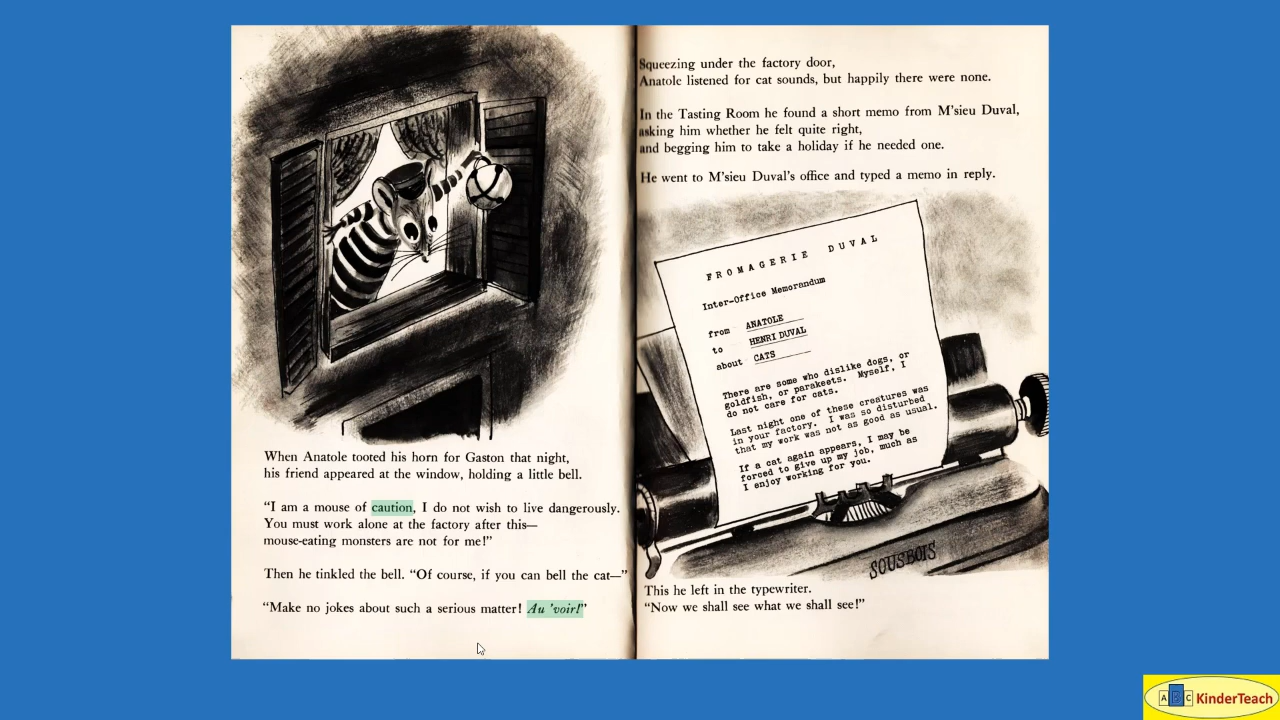 When Anatole tooted his horn for Gaston that night,
his friend appeared at the window, holding a little bell.
“I am a mouse of caution, I do not wish to live dangerously.
You must work alone at the factory after this—
mouse-eating monsters are not for me!”
Then he tinkled the bell. “Of course, if you can bell the cat—”
“Make no jokes about such a serious matter! Au 'voir!”
Squeezing under the factory door,
Anatole listened for cat sounds, but happily there were none.
In the Tasting Room he found a short memo from M'sieu Duval,
asking him whether he felt quite right,
and begging him to take a holiday if he needed one.
He went to M'sieu Duval's office and typed a memo in reply.
FROMAGERIE DUVAL
Inter-Office Memorandum
from ANATOLE
to HENRI DUVAL
about CATS
There are some who dislike dogs, or
goldfish, or parakeets. Myself, I
do not care for cats.
Last night one of these creatures was
in your factory. I was so disturbed
that my work was not as good as usual.
If a cat again appears, I may be
forced to give up my job, much as
I enjoy working for you.
SOUSBOIS
This he left in the typewriter.
“Now we shall see what we shall see!”
A B C KinderTeach